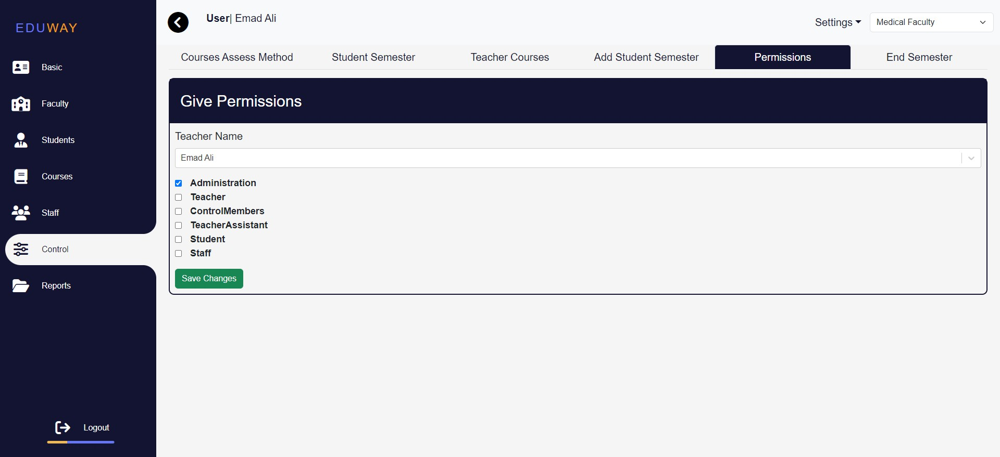 EDUWAY
Basic
Faculty
Students
Courses
Staff
Control
Reports
Logout
User| Emad Ali
Settings
Medical Faculty
Courses Assess Method
Student Semester
Teacher Courses
Add Student Semester
Permissions
End Semester
Give Permissions
Teacher Name
Emad Ali
Administration
Teacher
ControlMembers
TeacherAssistant
Student
Staff
Save Changes